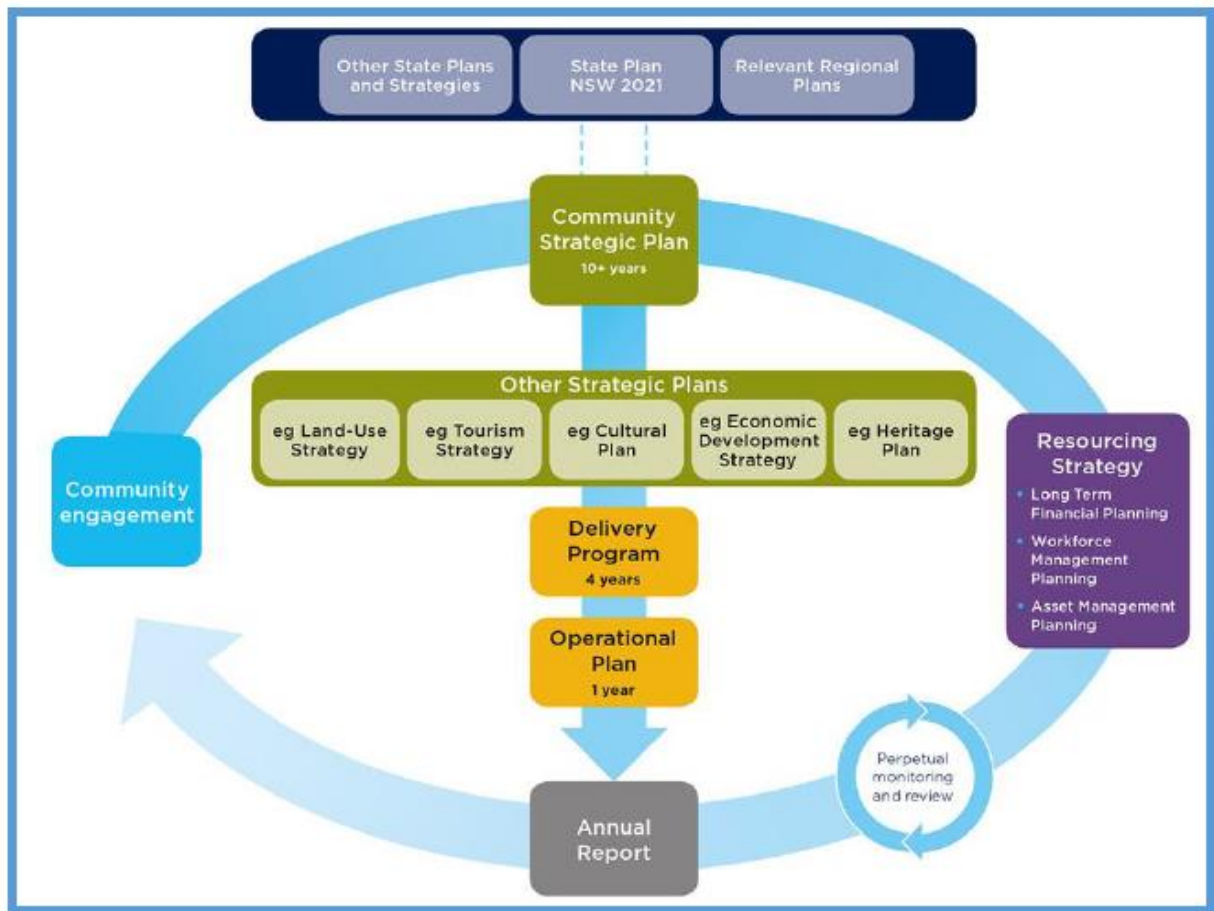 Other State Plans
and Strategies
State Plan
NSW 2021
Relevant Regional
Plans
Community
Strategic Plan
10+ years
Other Strategic Plans
eg Land-Use
Strategy
eg Tourism
Strategy
eg Cultural
Plan
eg Economic
Development
Strategy
eg Heritage
Plan
Community
engagement
Resourcing
Strategy
• Long Term
Financial Planning
• Workforce
Management
Planning
• Asset Management
Planning
Delivery
Program
4 years
Operational
Plan
1 year
Perpetual
monitoring
and review
Annual
Report